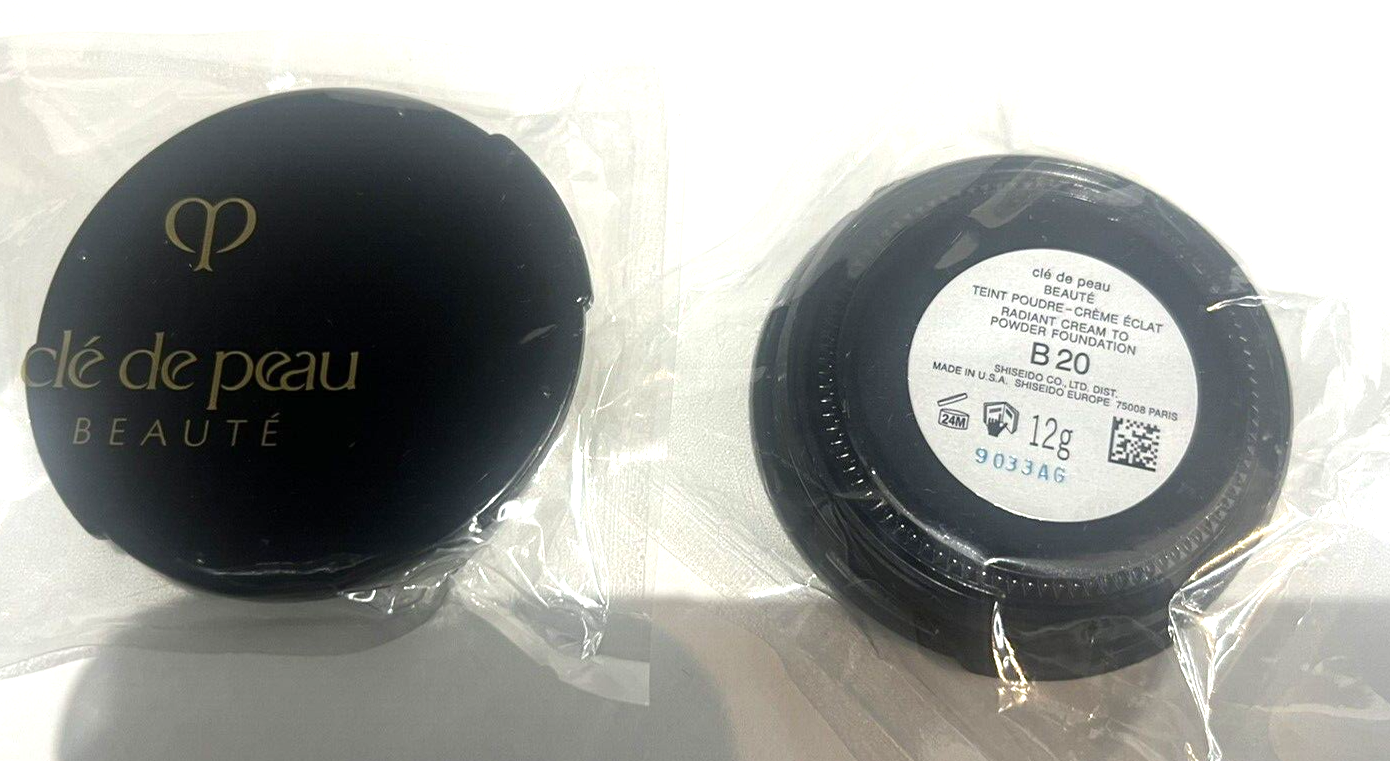 clé de peau
BEAUTÉ
clé de peau
BEAUTÉ
TEINT POUDRE-CRÈME ÉCLAT
RADIANT CREAM TO
POWDER FOUNDATION
B 20
SHISEIDO CO., LTD. DIST.
MADE IN U.S.A. SHISEIDO EUROPE 75008 PARIS
24M 12g
9033AG